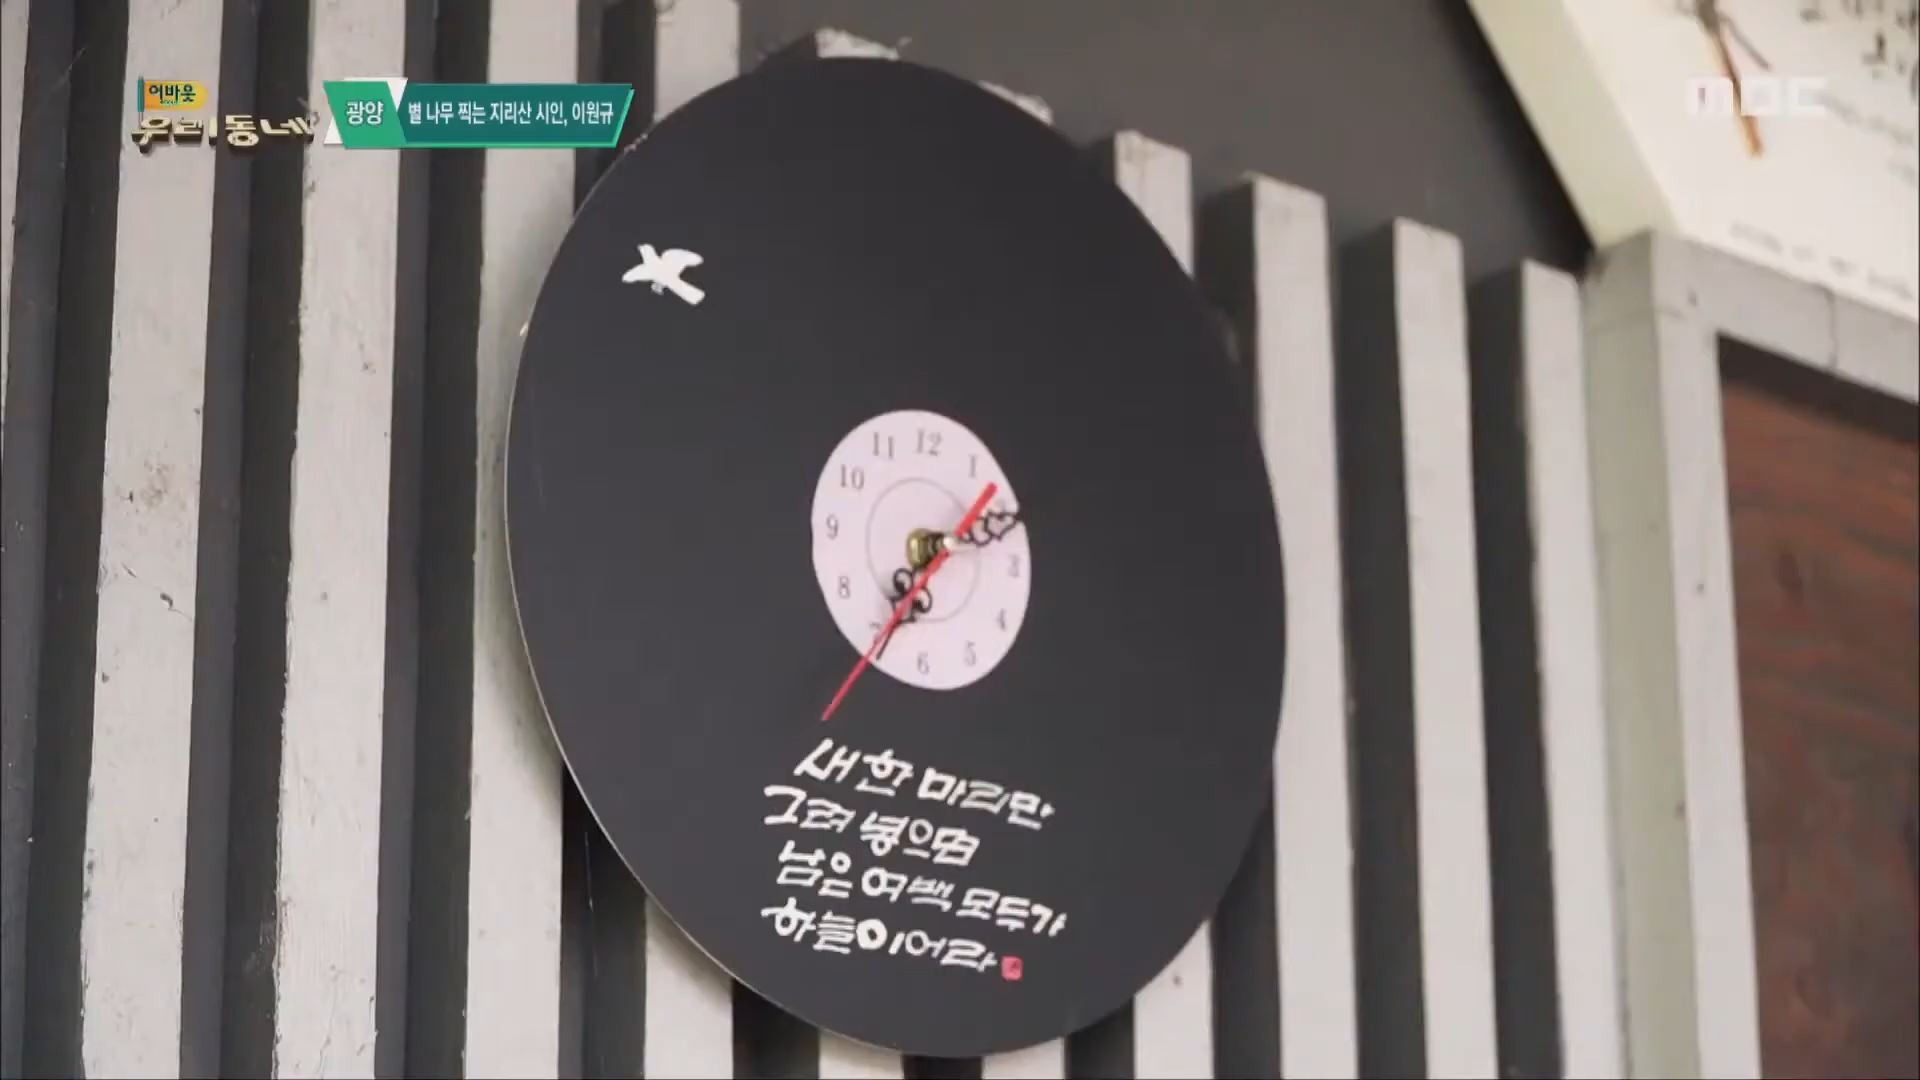 어바웃
우리동네
광양
별 나무 찍는 지리산 시인, 이원규
MBC
11 12 1
10
9 3
8 4
6 5
새 한 마리만
그려 넣으면
남은 여백 모두가
하늘이어라